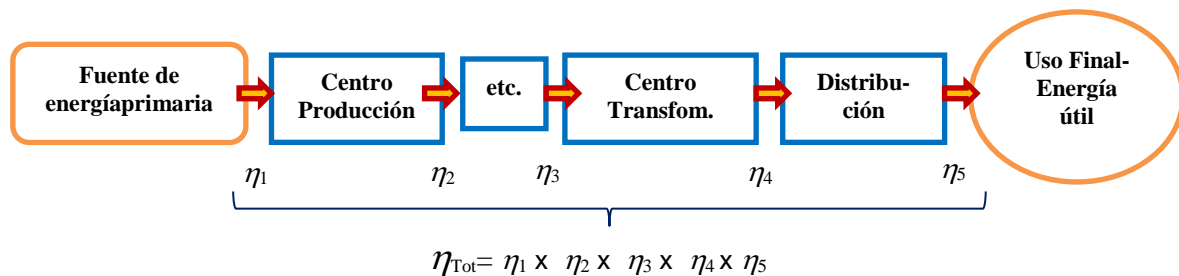 Fuente de
energíaprimaria
Centro
Producción
etc.
Centro
Transfom.
Distribu-
ción
Uso Final-
Energía
útil
η1 η2 η3 η4 η5
ηTot= η1 x η2 x η3 x η4 x η5